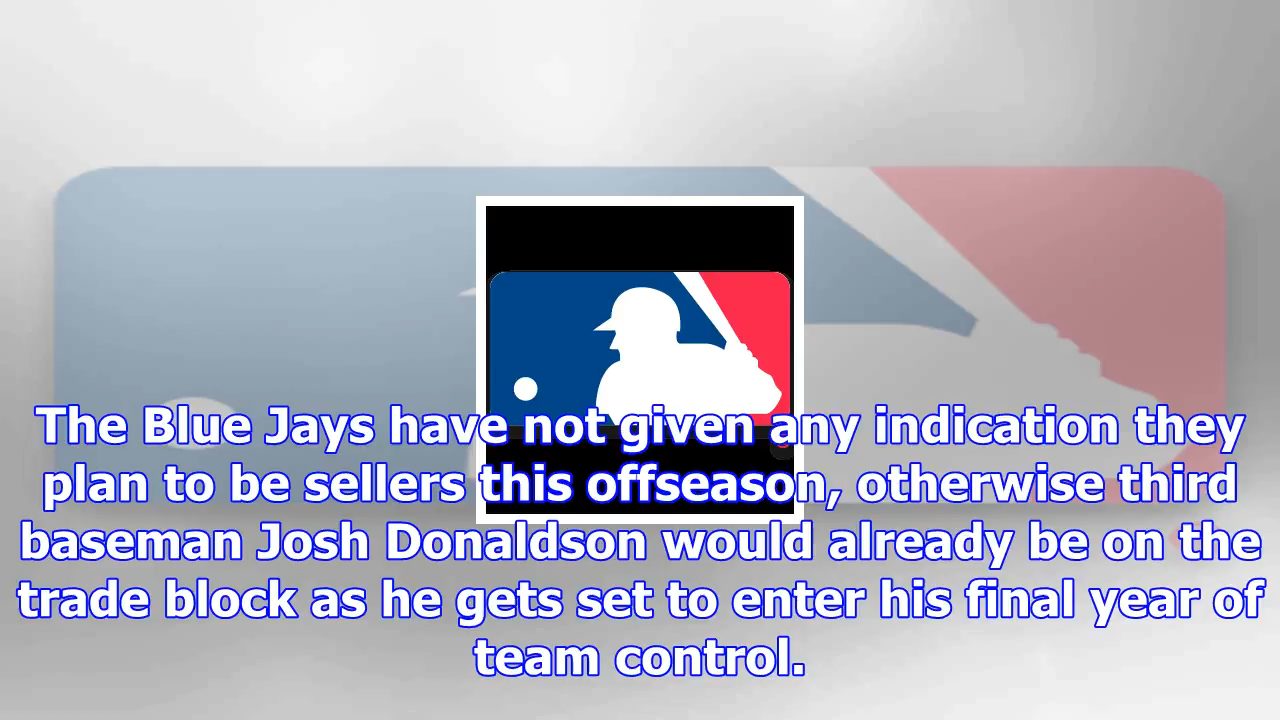 The Blue Jays have not given any indication they
plan to be sellers this offseason, otherwise third
baseman Josh Donaldson would already be on the
trade block as he gets set to enter his final year of
team control.